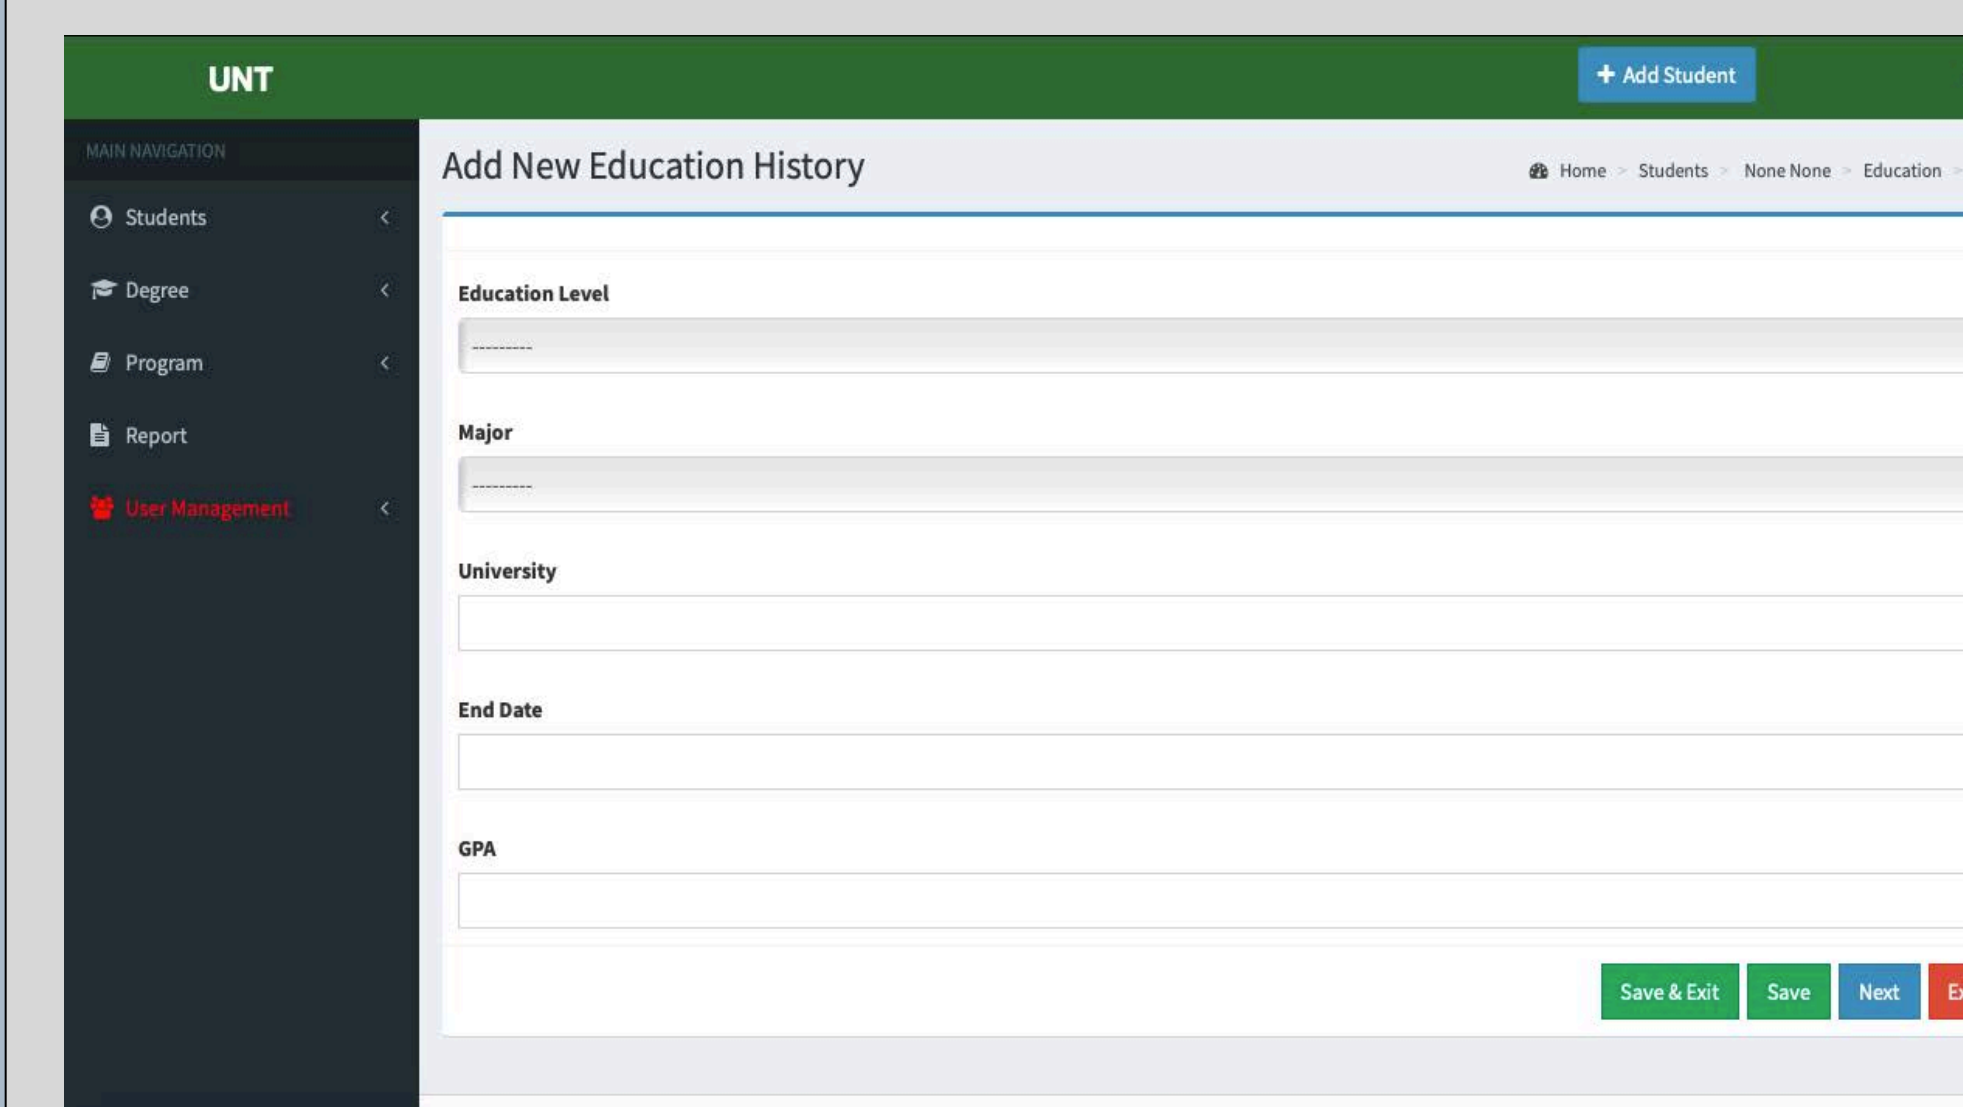 UNT
+ Add Student
MAIN NAVIGATION
Students <
Degree <
Program <
Report
User Management <
Add New Education History
Home > Students > None None > Education >
Education Level
---------
Major
---------
University
End Date
GPA
Save & Exit
Save
Next